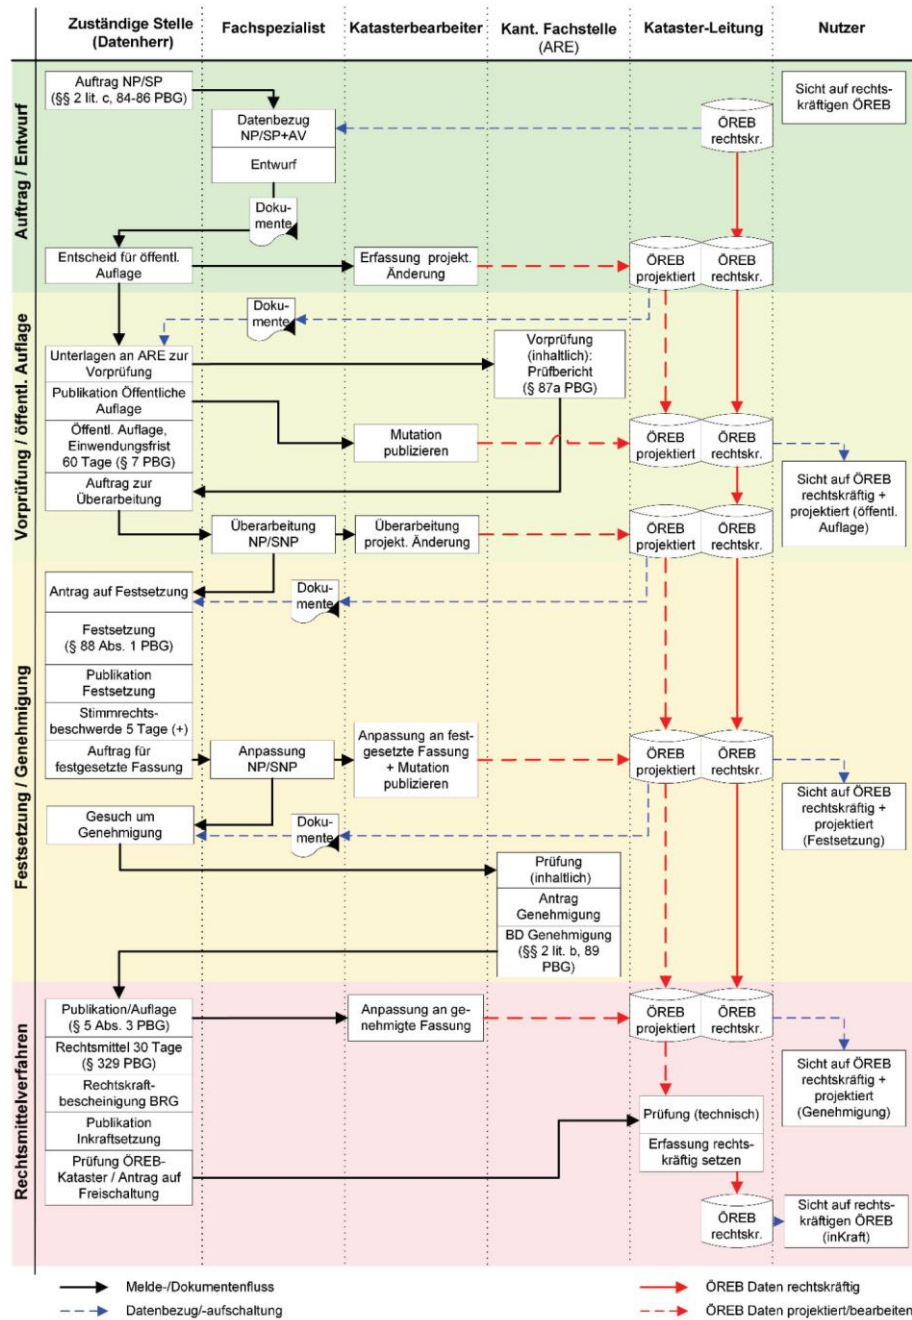 Zuständige Stelle
(Datenherr)
Fachspezialist
Katasterbearbeiter
Kant. Fachstelle
(ARE)
Kataster-Leitung
Nutzer
Auftrag / Entwurf
Auftrag NP/SP
(§§ 2 lit. c, 84-86 PBG)
Datenbezug
NP/SP+AV
Entwurf
ÖREB
rechtskr.
Sicht auf rechts-
kräftigen ÖREB
Doku-
mente
Entscheid für öffentl.
Auflage
Erfassung projekt.
Änderung
ÖREB
projektiert
ÖREB
rechtskr.
Vorprüfung / öffentl. Auflage
Doku-
mente
Unterlagen an ARE zur
Vorprüfung
Vorprüfung
(inhaltlich):
Prüfbericht
(§ 87a PBG)
Publikation Öffentliche
Auflage
Öffentl. Auflage,
Einwendungsfrist
60 Tage (§ 7 PBG)
Auftrag zur
Überarbeitung
Mutation
publizieren
ÖREB
projektiert
ÖREB
rechtskr.
Sicht auf ÖREB
rechtskräftig +
projektiert (öffentl.
Auflage)
Überarbeitung
NP/SNP
Überarbeitung
projekt. Änderung
ÖREB
projektiert
ÖREB
rechtskr.
Festsetzung / Genehmigung
Antrag auf Festsetzung
Doku-
mente
Festsetzung
(§ 88 Abs. 1 PBG)
Publikation
Festsetzung
Stimmrechts-
beschwerde 5 Tage (+)
Auftrag für
festgesetzte Fassung
Anpassung
NP/SNP
Anpassung an fest-
gesetzte Fassung
+ Mutation
publizieren
ÖREB
projektiert
ÖREB
rechtskr.
Sicht auf ÖREB
rechtskräftig +
projektiert
(Festsetzung)
Gesuch um
Genehmigung
Doku-
mente
Prüfung
(inhaltlich)
Antrag
Genehmigung
BD Genehmigung
(§§ 2 lit. b, 89
PBG)
Rechtsmittelverfahren
Publikation/Auflage
(§ 5 Abs. 3 PBG)
Anpassung an ge-
nehmigte Fassung
ÖREB
projektiert
ÖREB
rechtskr.
Sicht auf ÖREB
rechtskräftig +
projektiert
(Genehmigung)
Rechtsmittel 30 Tage
(§ 329 PBG)
Rechtskraft-
bescheinigung BRG
Publikation
Inkraftsetzung
Prüfung ÖREB-
Kataster / Antrag auf
Freischaltung
Prüfung (technisch)
Erfassung rechts-
kräftig setzen
ÖREB
rechtskr.
Sicht auf rechts-
kräftigen ÖREB
(inKraft)
Melde-/Dokumentenfluss
ÖREB Daten rechtskräftig
Datenbezug/-aufschaltung
ÖREB Daten projektiert/bearbeiten